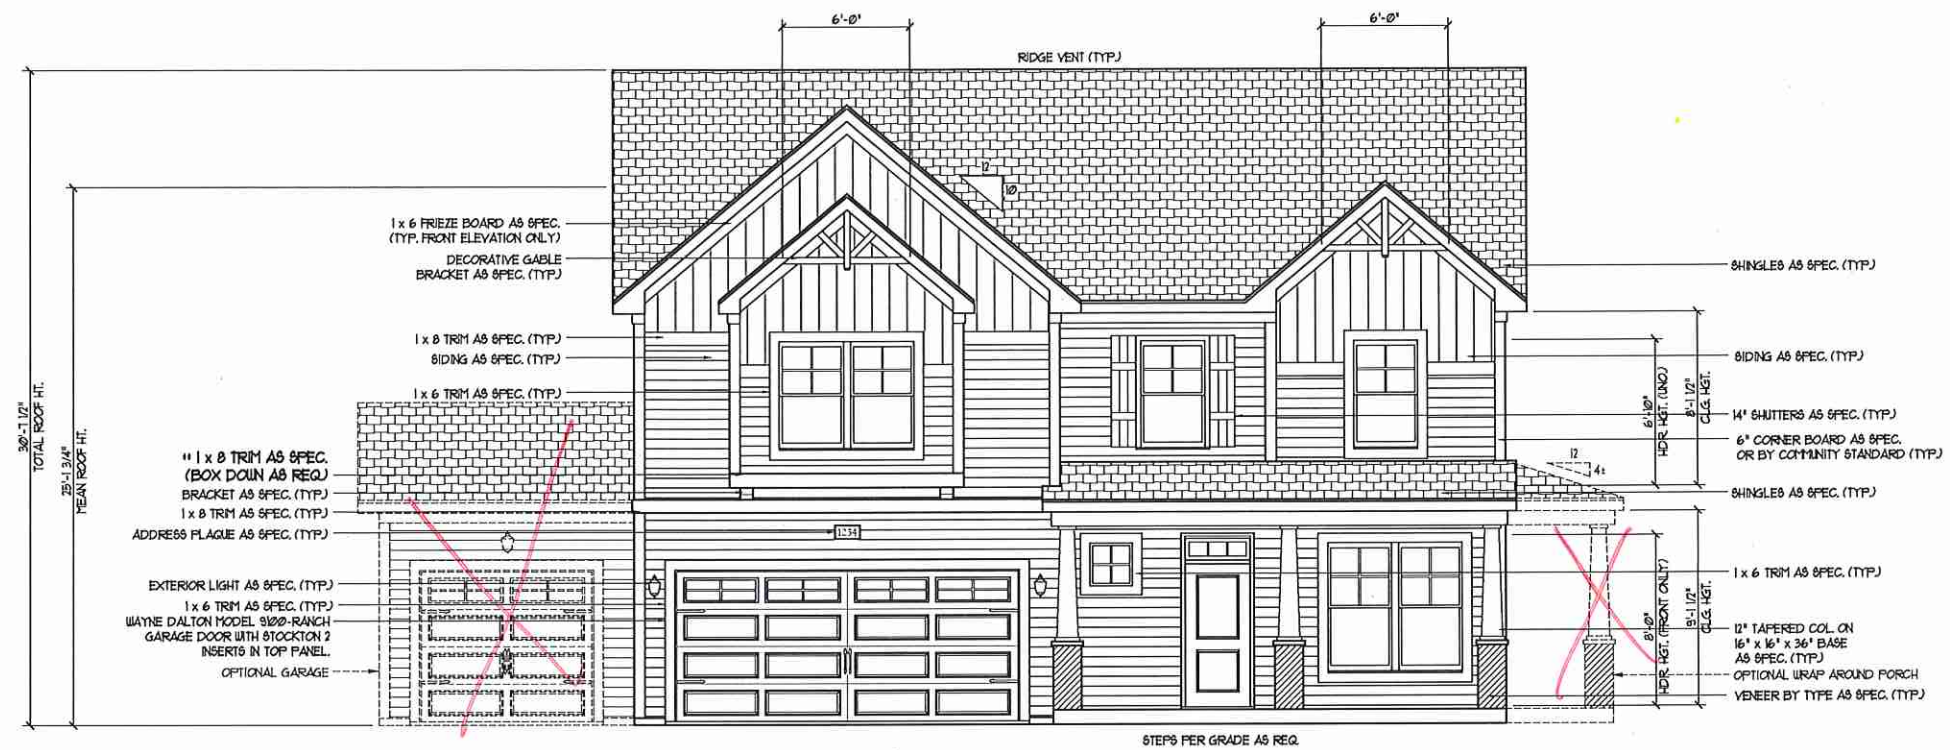 6'-0"
6'-0"
RIDGE VENT (TYP.)
12
10
1 x 6 FRIEZE BOARD AS SPEC.
(TYP. FRONT ELEVATION ONLY)
DECORATIVE GABLE
BRACKET AS SPEC. (TYP.)
1 x 8 TRIM AS SPEC. (TYP.)
SIDING AS SPEC. (TYP.)
1 x 6 TRIM AS SPEC. (TYP.)
30'-7 1/2"
TOTAL ROOF HT.
25'-1 3/4"
MEAN ROOF HT.
** 1 x 8 TRIM AS SPEC.
(BOX DOWN AS REQ.)
BRACKET AS SPEC. (TYP.)
1 x 8 TRIM AS SPEC. (TYP.)
ADDRESS PLAQUE AS SPEC. (TYP.)
1234
EXTERIOR LIGHT AS SPEC. (TYP.)
1 x 6 TRIM AS SPEC. (TYP.)
WAYNE DALTON MODEL 9100-RANCH
GARAGE DOOR WITH STOCKTON 2
INSERTS IN TOP PANEL.
OPTIONAL GARAGE
SHINGLES AS SPEC. (TYP.)
SIDING AS SPEC. (TYP.)
6'-10"
HDR. HGT. (UNO.)
8'-1 1/2"
CLG. HGT.
14" SHUTTERS AS SPEC. (TYP.)
6" CORNER BOARD AS SPEC.
OR BY COMMUNITY STANDARD (TYP.)
12
4±
SHINGLES AS SPEC. (TYP.)
1 x 6 TRIM AS SPEC. (TYP.)
8'-0"
HDR. HGT. (FRONT ONLY)
9'-1 1/2"
CLG. HGT.
12" TAPERED COL. ON
16" x 16" x 36" BASE
AS SPEC. (TYP.)
OPTIONAL WRAP AROUND PORCH
VENEER BY TYPE AS SPEC. (TYP.)
STEPS PER GRADE AS REQ.